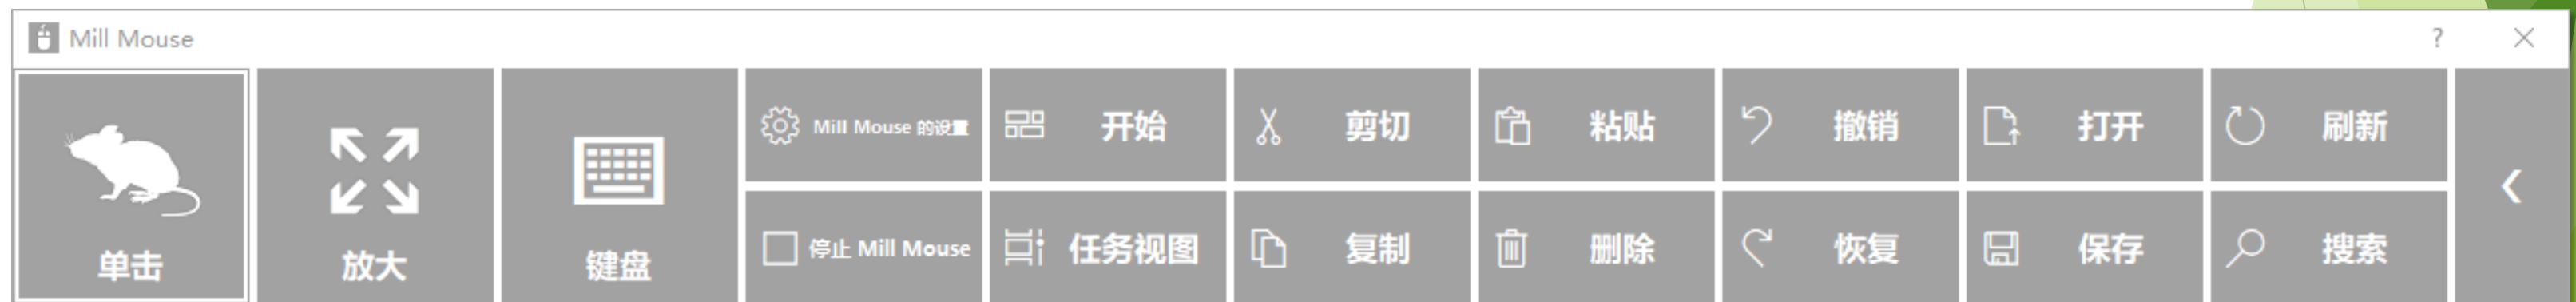 Mill Mouse
?
单击
放大
键盘
Mill Mouse 的设置
开始
剪切
粘贴
撤销
打开
刷新
停止 Mill Mouse
任务视图
复制
删除
恢复
保存
搜索